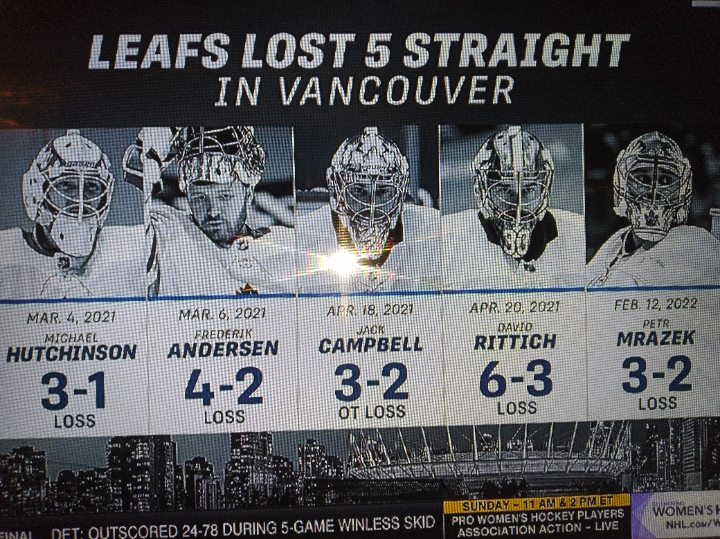 LEAFS LOST 5 STRAIGHT
IN VANCOUVER
MAR. 4, 2021
MICHAEL
HUTCHINSON
3-1
LOSS
MAR. 6, 2021
FREDERIK
ANDERSEN
4-2
LOSS
APR. 18, 2021
JACK
CAMPBELL
3-2
OT LOSS
APR. 20, 2021
DAVID
RITTICH
6-3
LOSS
FEB. 12, 2022
PETR
MRAZEK
3-2
LOSS
FINAL DET: OUTSCORED 24-78 DURING 5-GAME WINLESS SKID
SUNDAY - 11 AM & 2 PM ET
PRO WOMEN'S HOCKEY PLAYERS
ASSOCIATION ACTION - LIVE
WOMEN'S H
NHL.COM/W